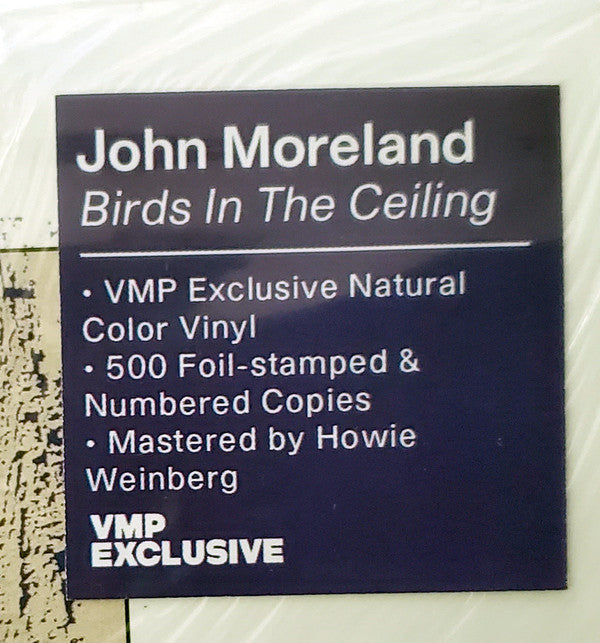 John Moreland
Birds In The Ceiling
• VMP Exclusive Natural
Color Vinyl
• 500 Foil-stamped &
Numbered Copies
• Mastered by Howie
Weinberg
VMP
EXCLUSIVE